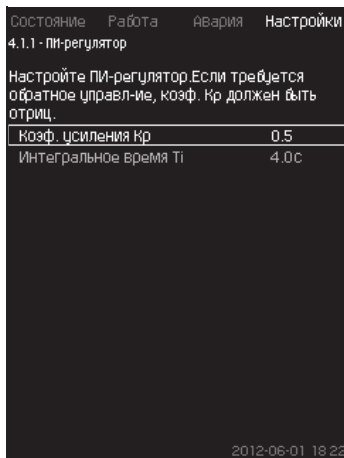 Состояние Работа Авария Настройки
4.1.1 - ПИ-регулятор
Настройте ПИ-регулятор.Если требуется
обратное управл-ие, коэф. Кр должен быть
отриц.
Коэф. усиления Кр 0.5
Интегральное время Ti 4.0с
2012-06-01 18:22